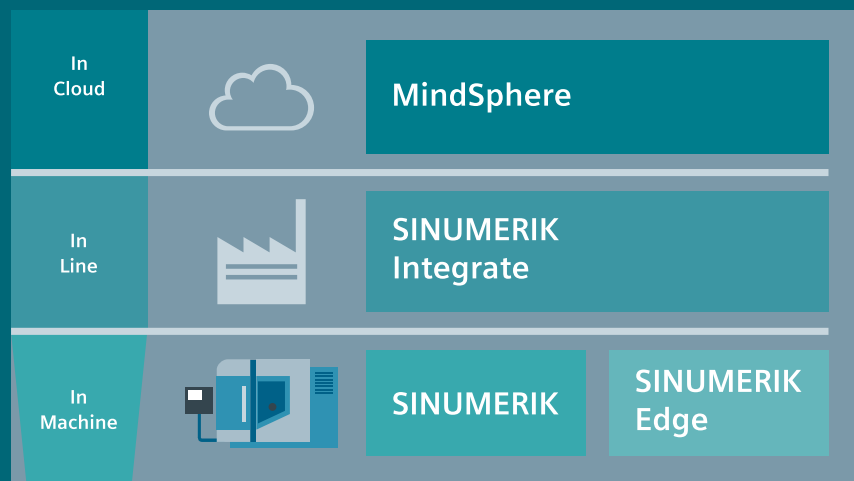 In
Cloud
MindSphere
In
Line
SINUMERIK
Integrate
In
Machine
SINUMERIK
SINUMERIK
Edge